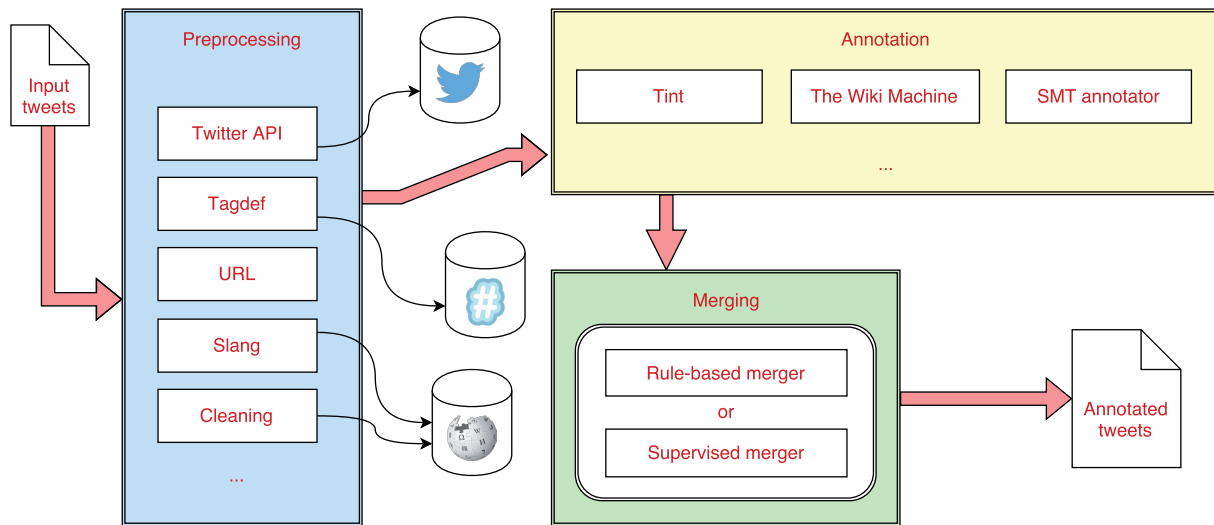 Input
tweets
Preprocessing
Twitter API
Tagdef
URL
Slang
Cleaning
...
#
Annotation
Tint
The Wiki Machine
SMT annotator
...
Merging
Rule-based merger
or
Supervised merger
Annotated
tweets